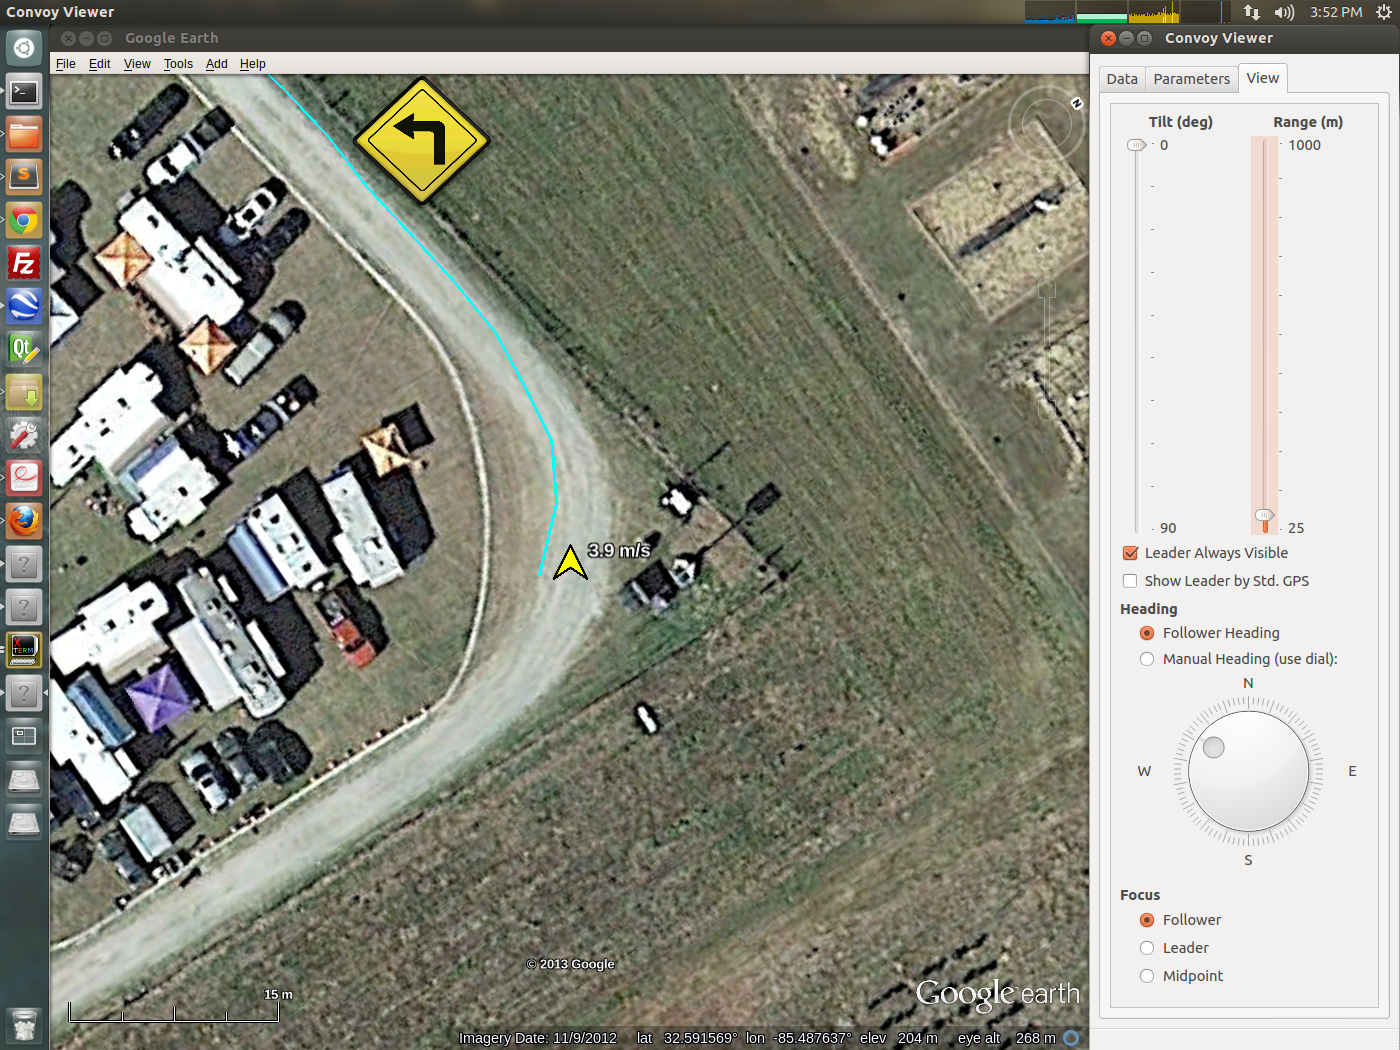 Convoy Viewer
3:52 PM
Google Earth
File Edit View Tools Add Help
N
3.9 m/s
© 2013 Google
15 m
Google earth
Imagery Date: 11/9/2012 lat 32.591569° lon -85.487637° elev 204 m eye alt 268 m
Convoy Viewer
Data Parameters View
Tilt (deg) Range (m)
0 1000
90 25
Leader Always Visible
Show Leader by Std. GPS
Heading
Follower Heading
Manual Heading (use dial):
N
W E
S
Focus
Follower
Leader
Midpoint
>_
S
Fz
Qt
X
TERM
?
?
?